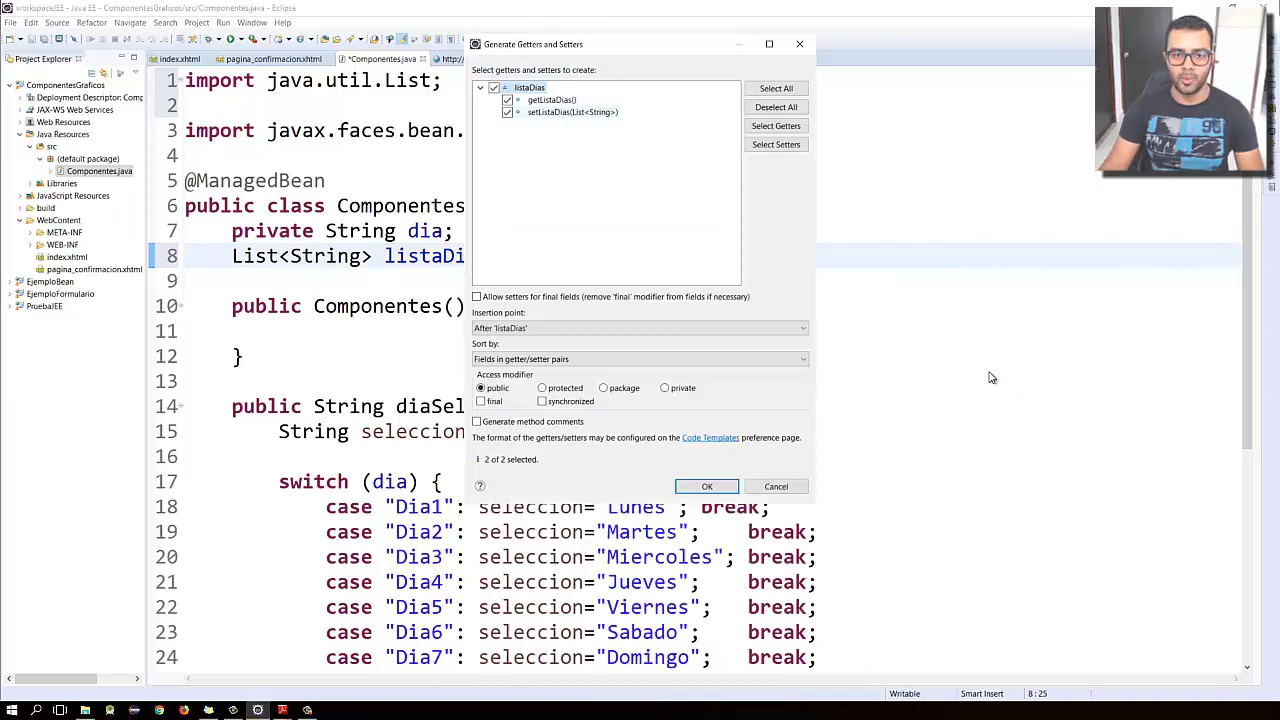 workspaceJEE - Java EE - ComponentesGraficos/src/Componentes.java - Eclipse
File Edit Source Refactor Navigate Search Project Run Window Help
Project Explorer
ComponentesGraficos
Deployment Descriptor: Comp
JAX-WS Web Services
Web Resources
Java Resources
src
(default package)
Componentes.java
Libraries
JavaScript Resources
build
WebContent
META-INF
WEB-INF
index.xhtml
pagina_confirmacion.xhtml
EjemploBean
EjemploFormulario
PruebaJEE
index.xhtml pagina_confirmacion.xhtml *Componentes.java http:/
1 import java.util.List;
2
3 import javax.faces.bean.
4
5 @ManagedBean
6 public class Componentes
7 private String dia;
8 List<String> listaDi
9
10 public Componentes()
11
12 }
13
14 public String diaSel
15 String seleccion
16
17 switch (dia) {
18 case "Dia1": seleccion="Lunes"; break;
19 case "Dia2": seleccion="Martes"; break;
20 case "Dia3": seleccion="Miercoles"; break;
21 case "Dia4": seleccion="Jueves"; break;
22 case "Dia5": seleccion="Viernes"; break;
23 case "Dia6": seleccion="Sabado"; break;
24 case "Dia7": seleccion="Domingo"; break;
Generate Getters and Setters
Select getters and setters to create:
listaDias
getListaDias()
setListaDias(List<String>)
Select All
Deselect All
Select Getters
Select Setters
Allow setters for final fields (remove 'final' modifier from fields if necessary)
Insertion point:
After 'listaDias'
Sort by:
Fields in getter/setter pairs
Access modifier
public protected package private
final synchronized
Generate method comments
The format of the getters/setters may be configured on the Code Templates preference page.
i 2 of 2 selected.
? OK Cancel
Writable Smart Insert 8 : 25